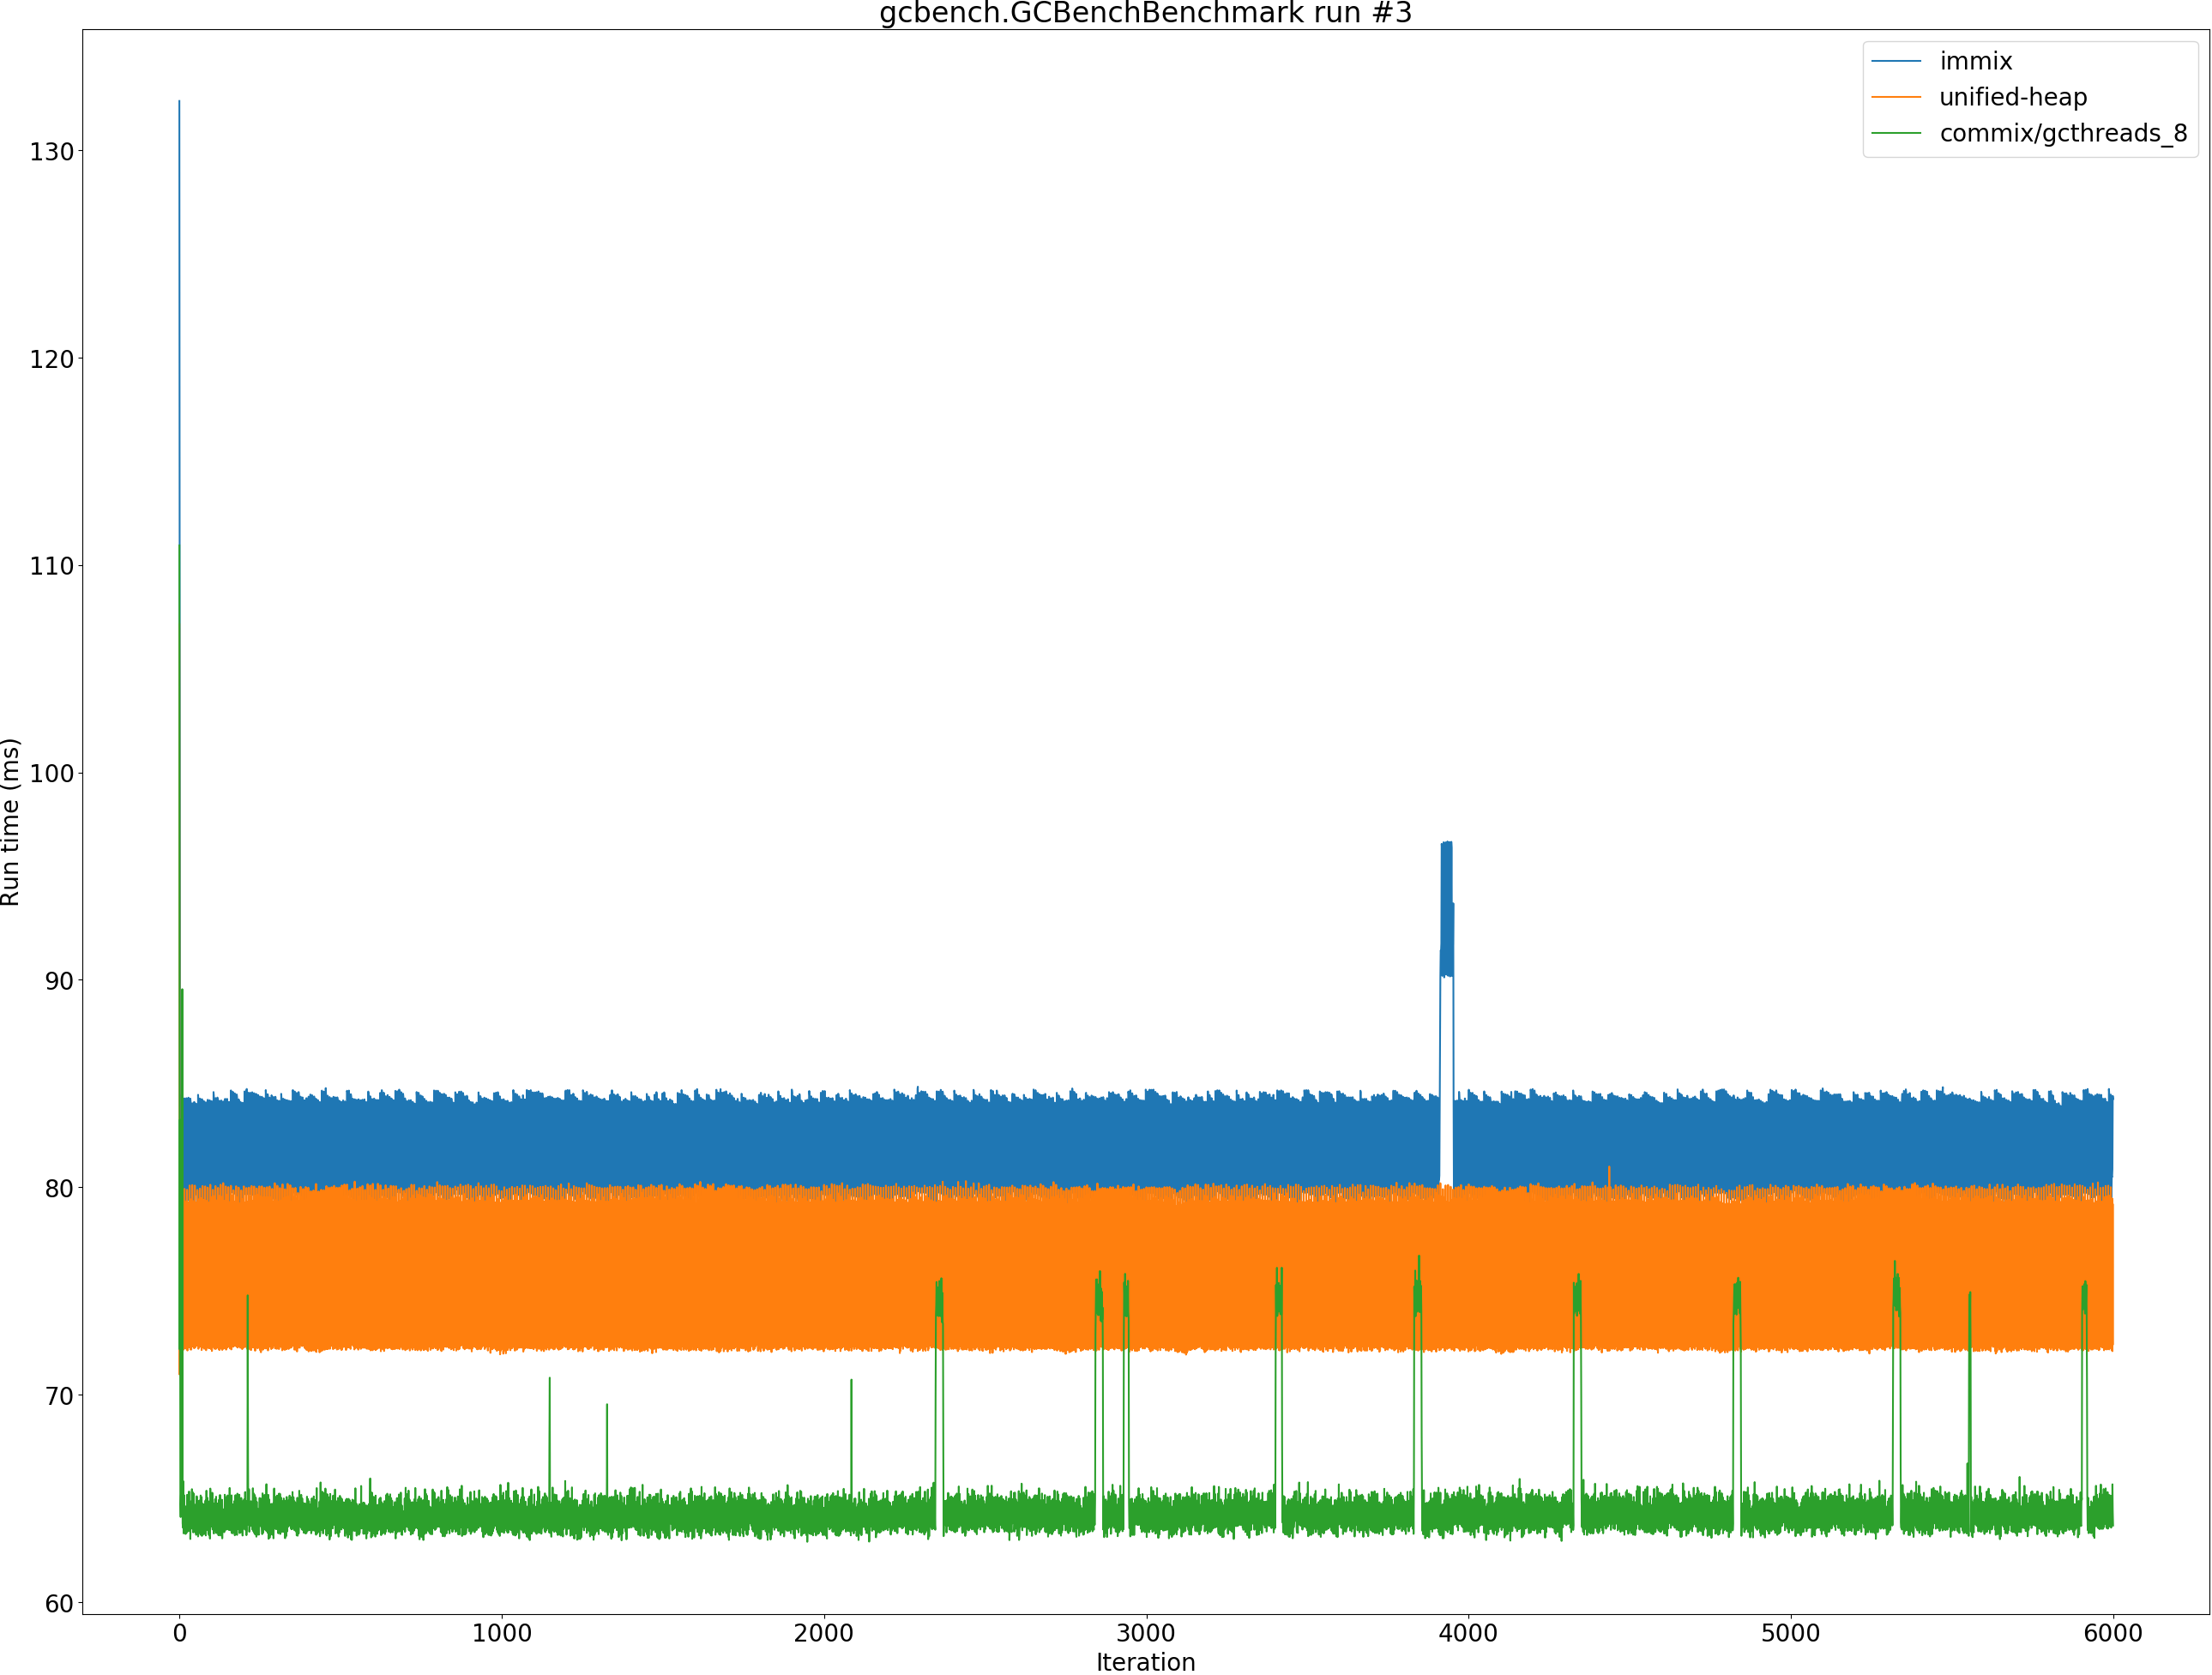 gcbench.GCBenchBenchmark run #3
immix
unified-heap
commix/gcthreads_8
Run time (ms)
130
120
110
100
90
80
70
60
0 1000 2000 3000 4000 5000 6000
Iteration